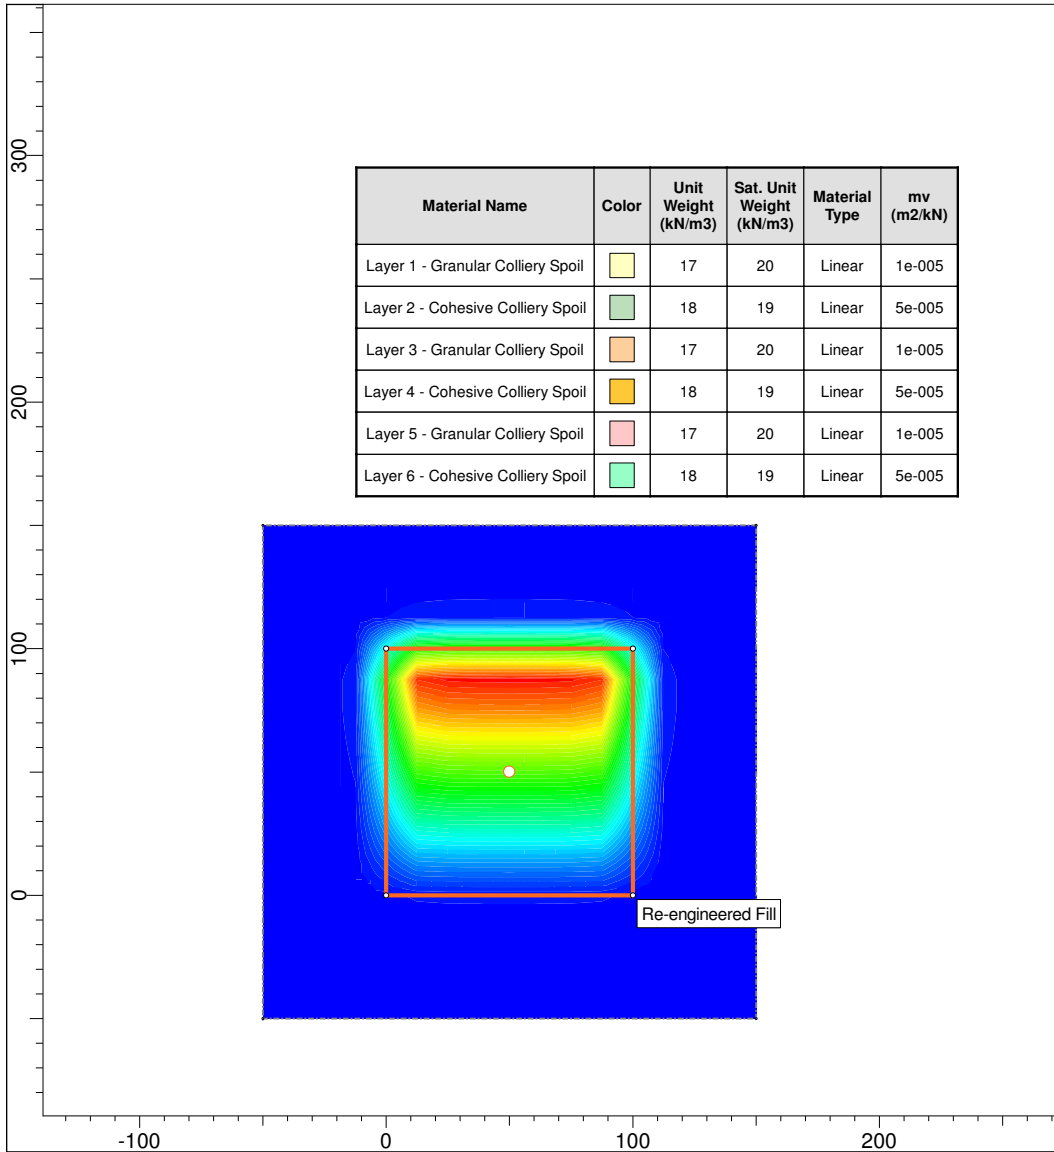 300
Material Name Color Unit Weight (kN/m3) Sat. Unit Weight (kN/m3) Material Type mv (m2/kN)
Layer 1 - Granular Colliery Spoil 17 20 Linear 1e-005
Layer 2 - Cohesive Colliery Spoil 18 19 Linear 5e-005
Layer 3 - Granular Colliery Spoil 17 20 Linear 1e-005
Layer 4 - Cohesive Colliery Spoil 18 19 Linear 5e-005
Layer 5 - Granular Colliery Spoil 17 20 Linear 1e-005
Layer 6 - Cohesive Colliery Spoil 18 19 Linear 5e-005
200
100
0
Re-engineered Fill
-100 0 100 200